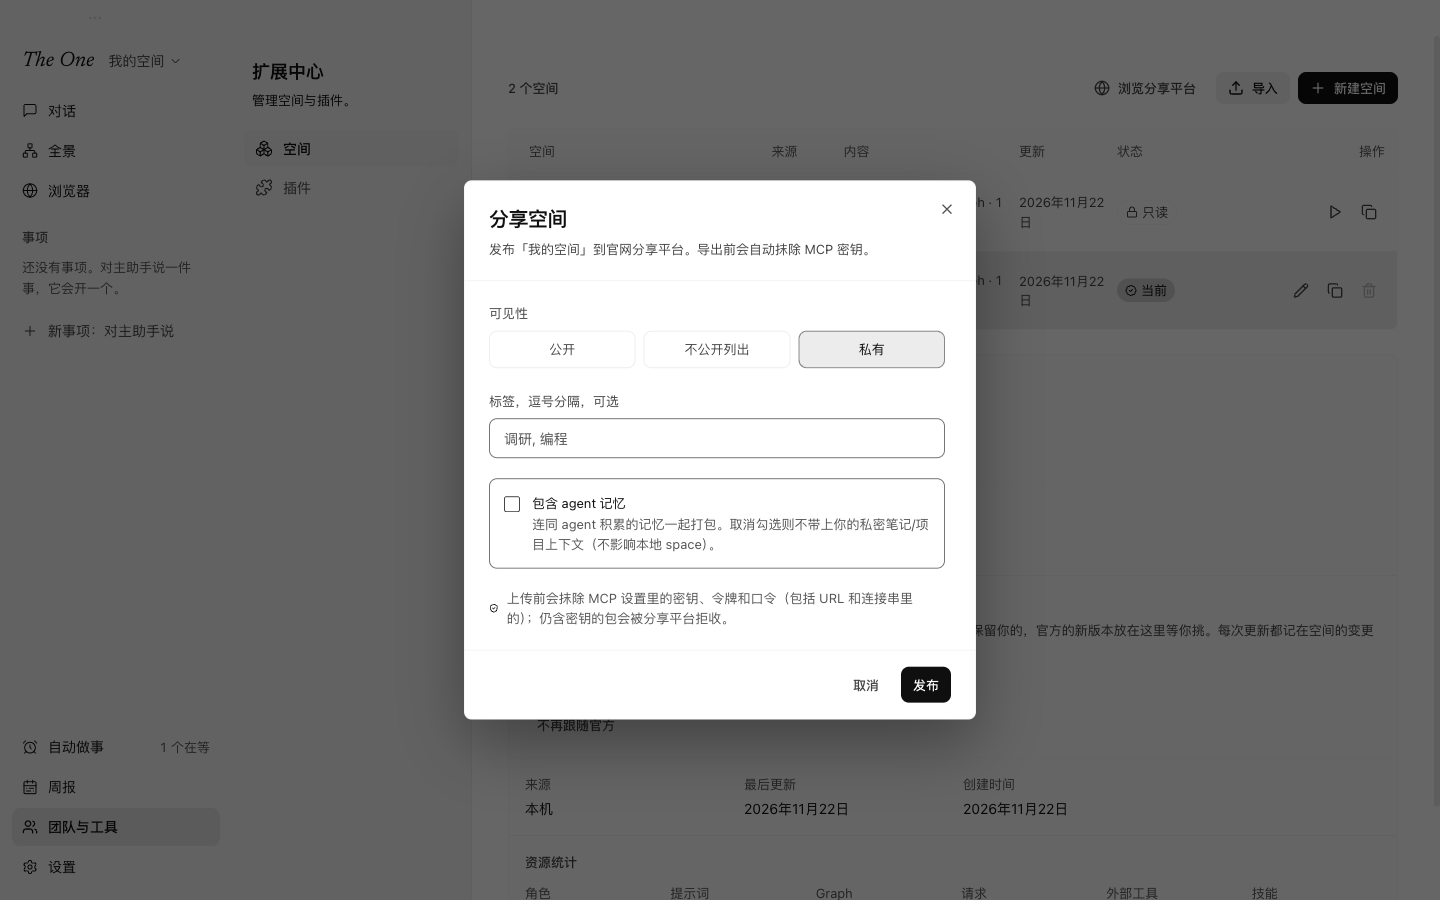 The One 我的空间
对话
全景
浏览器
事项
还没有事项。对主助手说一件
事，它会开一个。
新事项：对主助手说
自动做事 1 个在等
周报
团队与工具
设置
扩展中心
管理空间与插件。
空间
插件
2 个空间 浏览分享平台 导入 新建空间
空间 来源 内容 更新 状态 操作
· 1 2026年11月22
日 只读
· 1 2026年11月22
日 当前
分享空间
发布「我的空间」到官网分享平台。导出前会自动抹除 MCP 密钥。
可见性
公开 不公开列出 私有
标签，逗号分隔，可选
调研, 编程
包含 agent 记忆
连同 agent 积累的记忆一起打包。取消勾选则不带上你的私密笔记/项
目上下文（不影响本地 space）。
上传前会抹除 MCP 设置里的密钥、令牌和口令（包括 URL 和连接串里
的）；仍含密钥的包会被分享平台拒收。
取消 发布
保留你的，官方的新版本放在这里等你挑。每次更新都记在空间的变更
不再跟随官方
来源 最后更新 创建时间
本机 2026年11月22日 2026年11月22日
资源统计
角色 提示词 Graph 请求 外部工具 技能